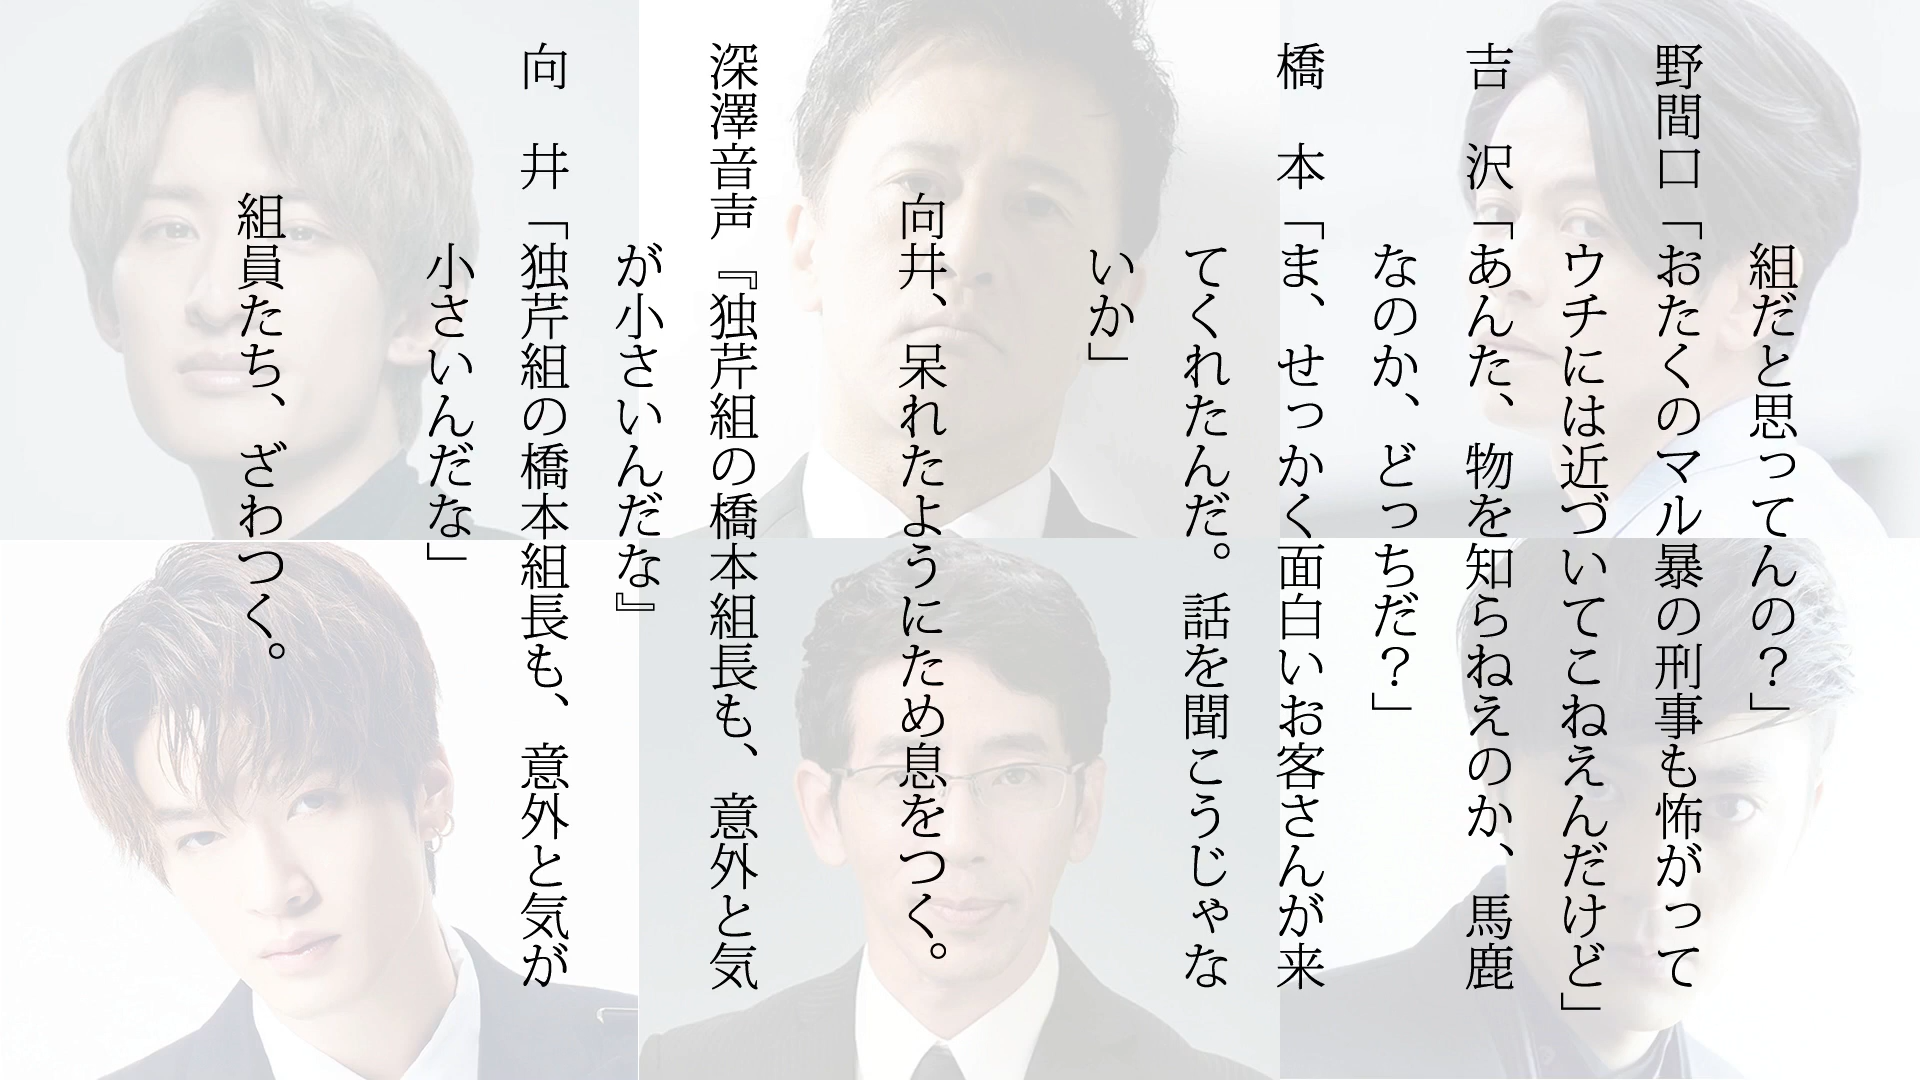 組だと思ってんの？」
野間口「おたくのマル暴の刑事も怖がって
ウチには近づいてこねえんだけど」
吉　沢「あんた、物を知らねえのか、馬鹿
なのか、どっちだ？」
橋　本「ま、せっかく面白いお客さんが来
てくれたんだ。話を聞こうじゃな
いか」
向井、呆れたようにため息をつく。
深澤音声『独芹組の橋本組長も、意外と気
が小さいんだな』
向　井「独芹組の橋本組長も、意外と気が
小さいんだな」
組員たち、ざわつく。